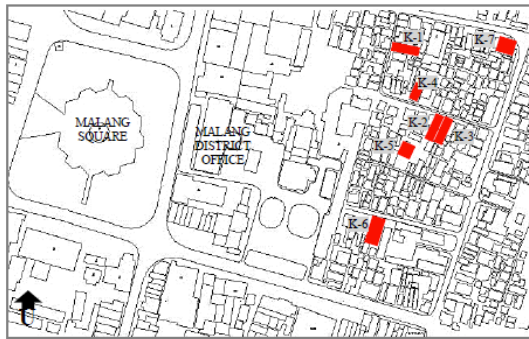 K-1
K-7
K-4
K-2
K-3
K-5
K-6
MALANG
SQUARE
MALANG
DISTRICT
OFFICE
U